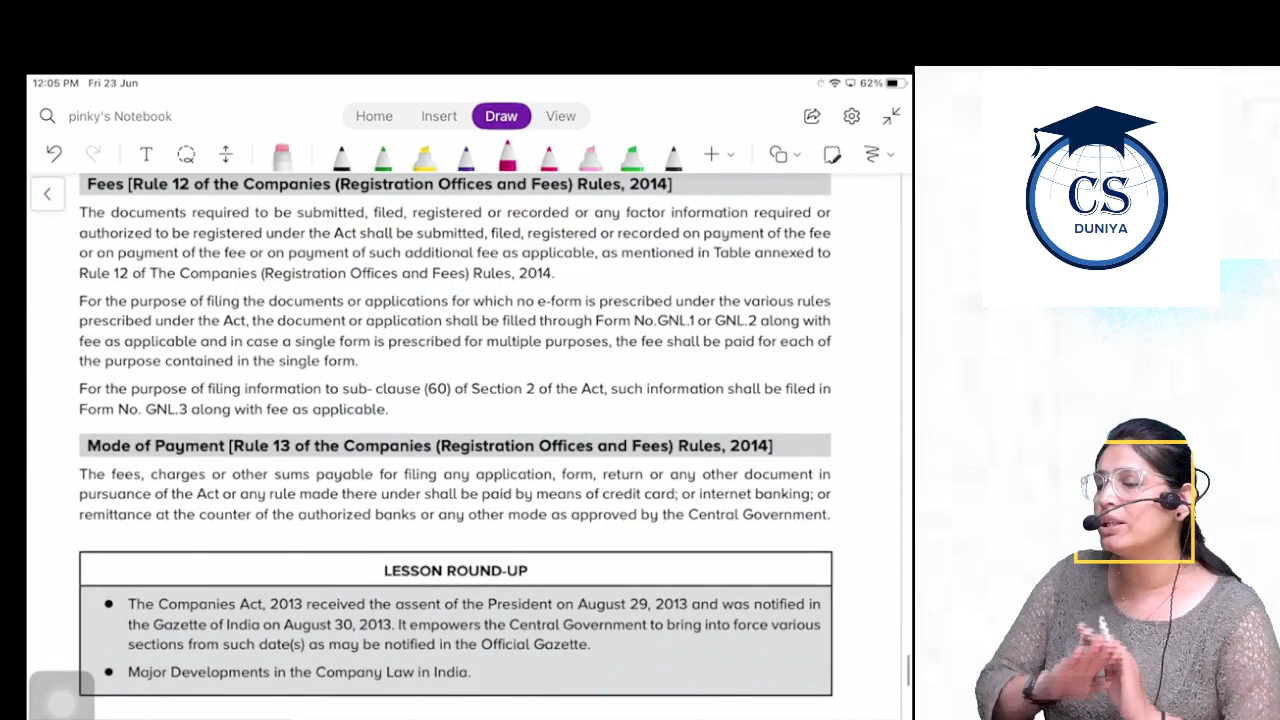 12:05 PM Fri 23 Jun
62%
pinky's Notebook
Home Insert Draw View
Fees [Rule 12 of the Companies (Registration Offices and Fees) Rules, 2014]
The documents required to be submitted, filed, registered or recorded or any factor information required or
authorized to be registered under the Act shall be submitted, filed, registered or recorded on payment of the fee
or on payment of the fee or on payment of such additional fee as applicable, as mentioned in Table annexed to
Rule 12 of The Companies (Registration Offices and Fees) Rules, 2014.
For the purpose of filing the documents or applications for which no e-form is prescribed under the various rules
prescribed under the Act, the document or application shall be filled through Form No.GNL.1 or GNL.2 along with
fee as applicable and in case a single form is prescribed for multiple purposes, the fee shall be paid for each of
the purpose contained in the single form.
For the purpose of filing information to sub- clause (60) of Section 2 of the Act, such information shall be filed in
Form No. GNL.3 along with fee as applicable.
Mode of Payment [Rule 13 of the Companies (Registration Offices and Fees) Rules, 2014]
The fees, charges or other sums payable for filing any application, form, return or any other document in
pursuance of the Act or any rule made there under shall be paid by means of credit card; or internet banking; or
remittance at the counter of the authorized banks or any other mode as approved by the Central Government.
LESSON ROUND-UP
● The Companies Act, 2013 received the assent of the President on August 29, 2013 and was notified in
the Gazette of India on August 30, 2013. It empowers the Central Government to bring into force various
sections from such date(s) as may be notified in the Official Gazette.
● Major Developments in the Company Law in India.
CS
DUNIYA